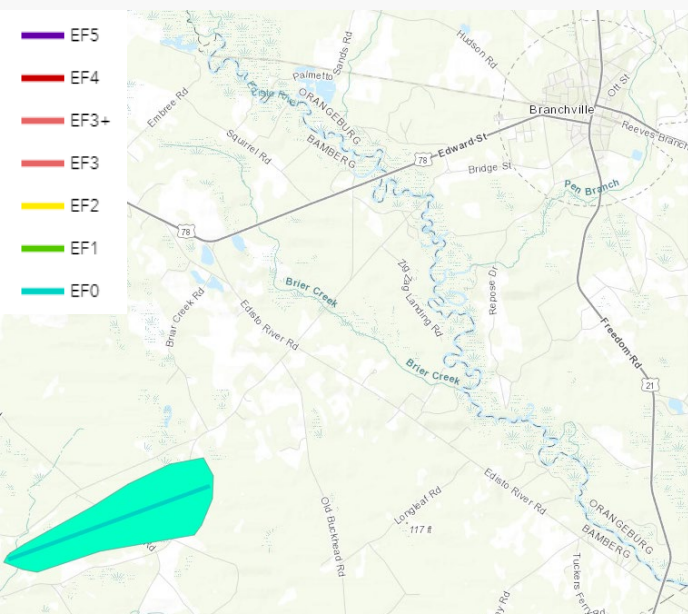 EF5
EF4
EF3+
EF3
EF2
EF1
EF0
Hudson Rd
Sands Rd
Palmetto
Ott St
Embree Rd
ORANGEBURG
BAMBERG
Branchville
Reeves Branch
Squirrel Rd
78
Edward St
Bridge St
Pen Branch
78
Zig Zag Landing Rd
Repose Dr
Brier Creek
Briar Creek Rd
Edisto River Rd
Freedom Rd
Brier Creek
21
Edisto River Rd
Longleaf Rd
Old Buckhead Rd
117 ft
ORANGEBURG
BAMBERG
Tuckers Ferry Rd
Rd
y Rd